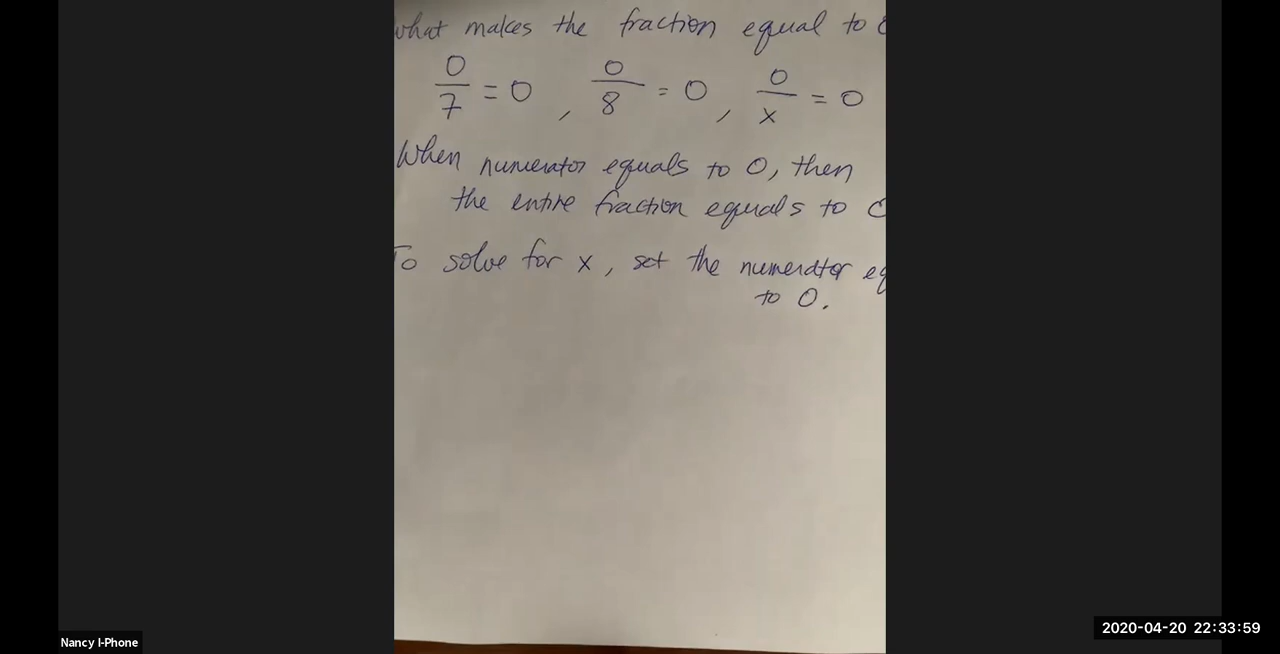 what makes the fraction equal to
0/7 = 0 , 0/8 = 0 , 0/x = 0
When numerator equals to 0, then
the entire fraction equals to
To solve for x, set the numerator eq
to 0.
Nancy I-Phone
2020-04-20 22:33:59